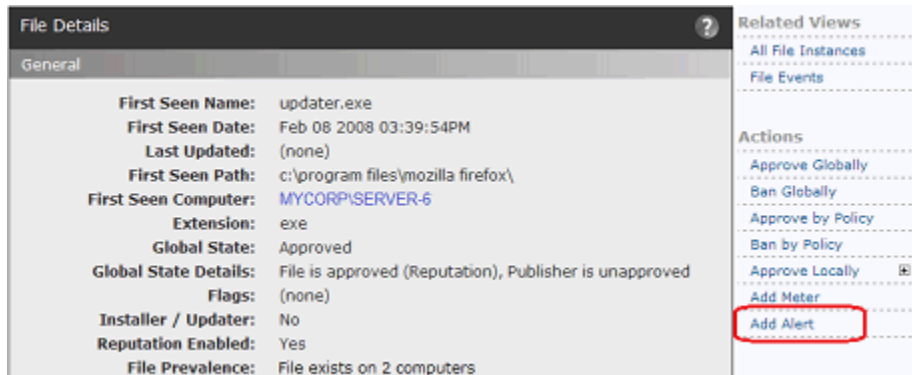 File Details
?
General
First Seen Name: updater.exe
First Seen Date: Feb 08 2008 03:39:54PM
Last Updated: (none)
First Seen Path: c:\program files\mozilla firefox\
First Seen Computer: MYCORP\SERVER-6
Extension: exe
Global State: Approved
Global State Details: File is approved (Reputation), Publisher is unapproved
Flags: (none)
Installer / Updater: No
Reputation Enabled: Yes
File Prevalence: File exists on 2 computers
Related Views
All File Instances
File Events
Actions
Approve Globally
Ban Globally
Approve by Policy
Ban by Policy
Approve Locally
Add Meter
Add Alert